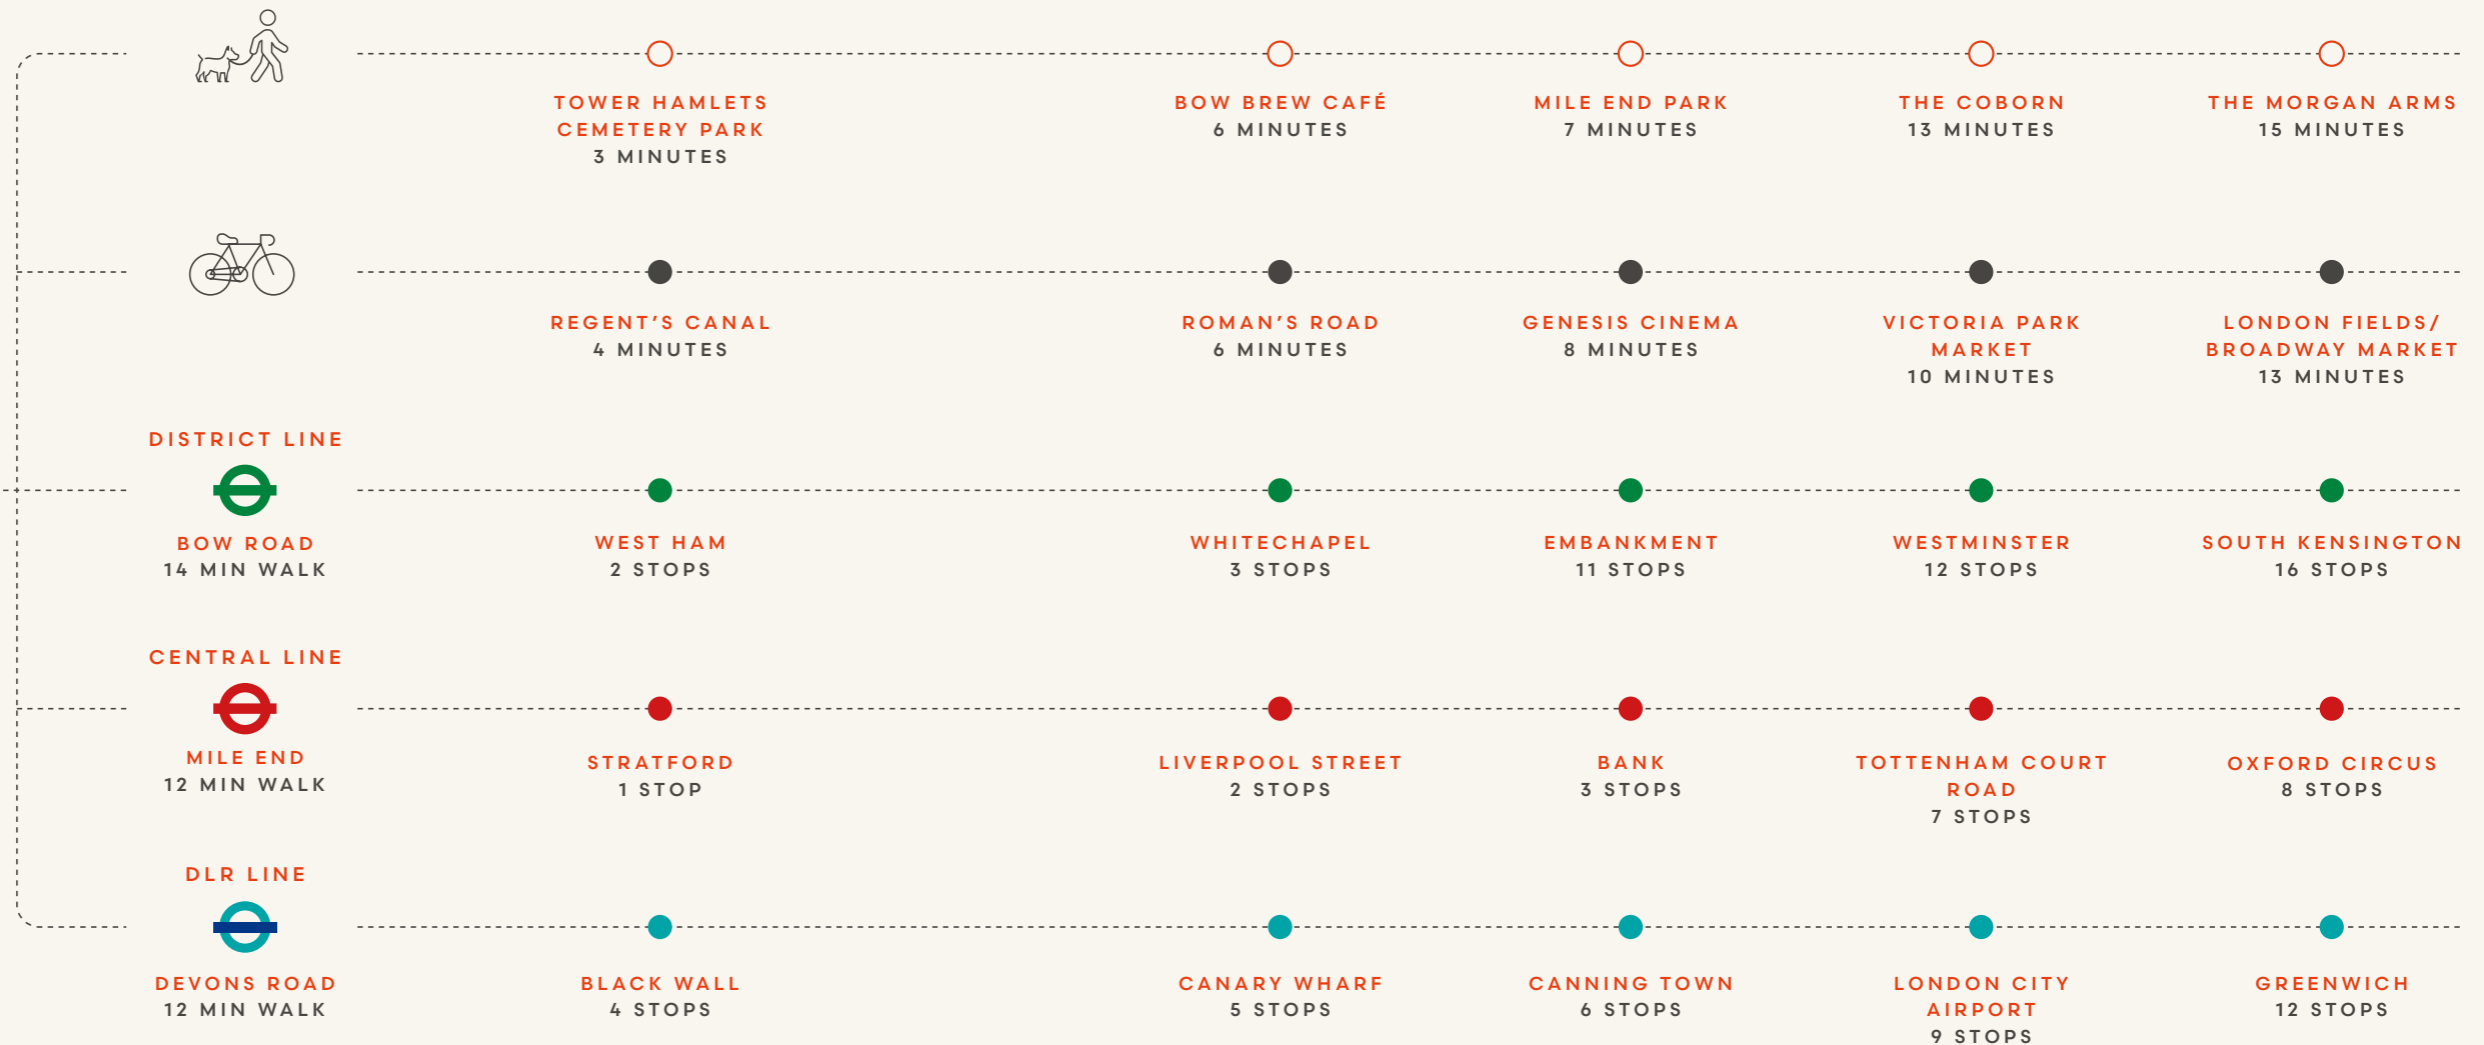 TOWER HAMLETS
CEMETERY PARK
3 MINUTES
BOW BREW CAFÉ
6 MINUTES
MILE END PARK
7 MINUTES
THE COBORN
13 MINUTES
THE MORGAN ARMS
15 MINUTES
REGENT'S CANAL
4 MINUTES
ROMAN'S ROAD
6 MINUTES
GENESIS CINEMA
8 MINUTES
VICTORIA PARK
MARKET
10 MINUTES
LONDON FIELDS/
BROADWAY MARKET
13 MINUTES
DISTRICT LINE
BOW ROAD
14 MIN WALK
WEST HAM
2 STOPS
WHITECHAPEL
3 STOPS
EMBANKMENT
11 STOPS
WESTMINSTER
12 STOPS
SOUTH KENSINGTON
16 STOPS
CENTRAL LINE
MILE END
12 MIN WALK
STRATFORD
1 STOP
LIVERPOOL STREET
2 STOPS
BANK
3 STOPS
TOTTENHAM COURT
ROAD
7 STOPS
OXFORD CIRCUS
8 STOPS
DLR LINE
DEVONS ROAD
12 MIN WALK
BLACK WALL
4 STOPS
CANARY WHARF
5 STOPS
CANNING TOWN
6 STOPS
LONDON CITY
AIRPORT
9 STOPS
GREENWICH
12 STOPS